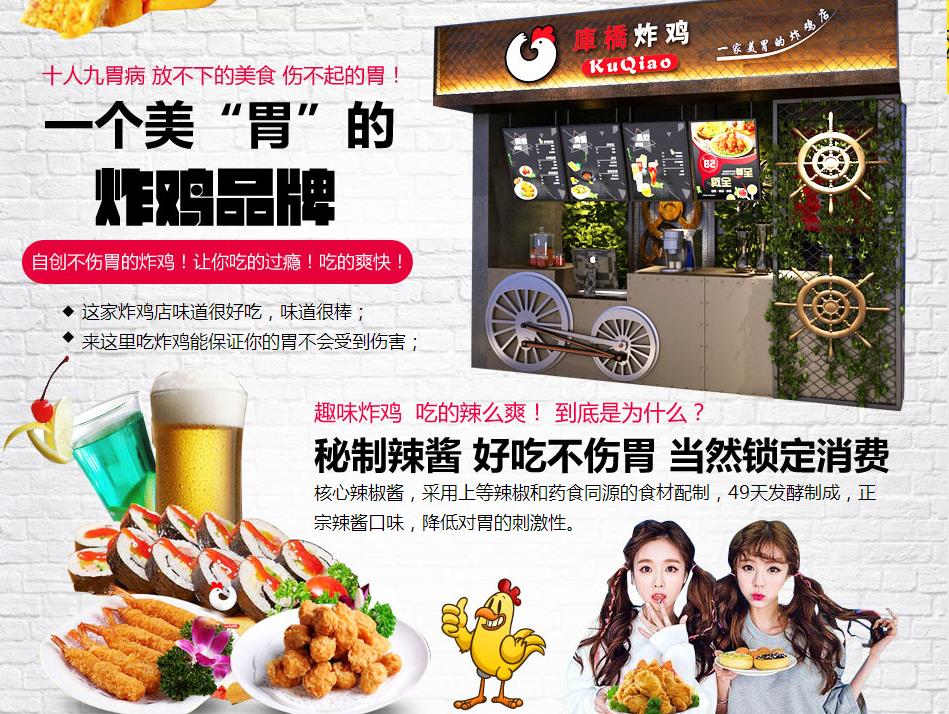 十人九胃病 放不下的美食 伤不起的胃！
一个美“胃”的
炸鸡品牌
自创不伤胃的炸鸡！让你吃的过瘾！吃的爽快！
◆ 这家炸鸡店味道很好吃，味道很棒；
◆ 来这里吃炸鸡能保证你的胃不会受到伤害；
庫橋炸鸡
KuQiao
一家美胃的炸鸡店
趣味炸鸡 吃的辣么爽！ 到底是为什么？
秘制辣酱 好吃不伤胃 当然锁定消费
核心辣椒酱，采用上等辣椒和药食同源的食材配制，49天发酵制成，正
宗辣酱口味，降低对胃的刺激性。